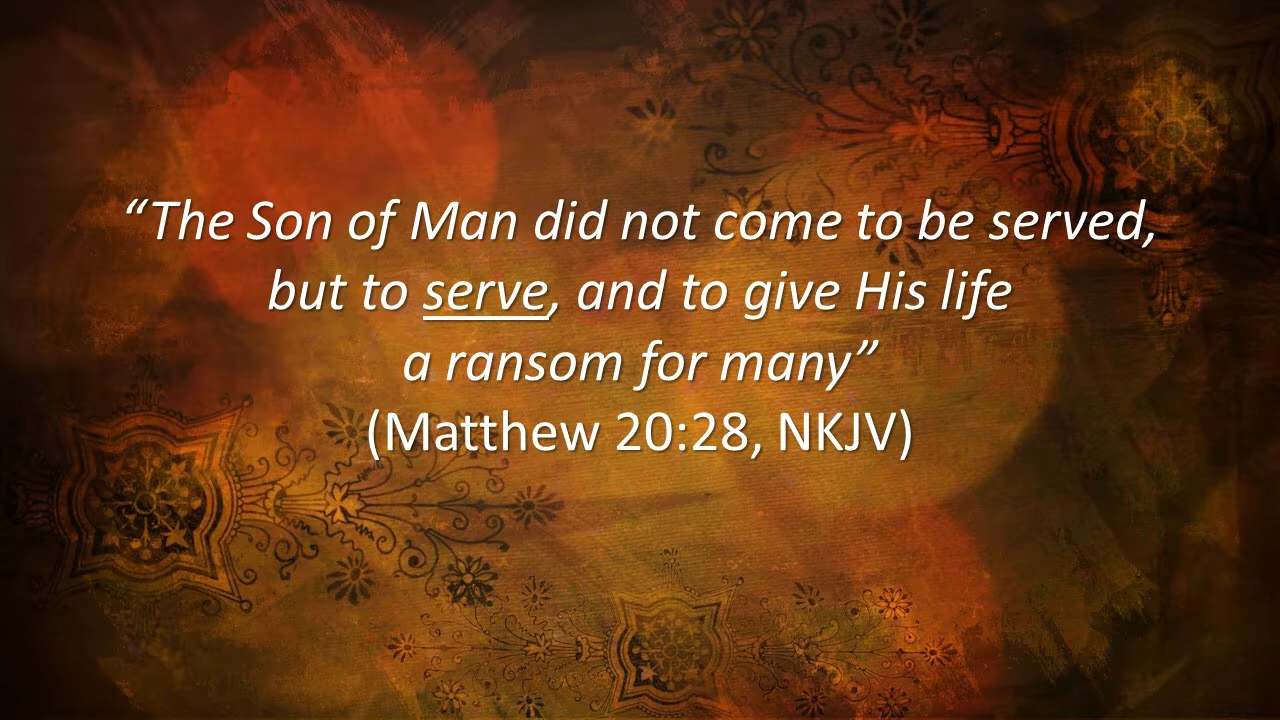 “The Son of Man did not come to be served,
but to serve, and to give His life
a ransom for many”
(Matthew 20:28, NKJV)